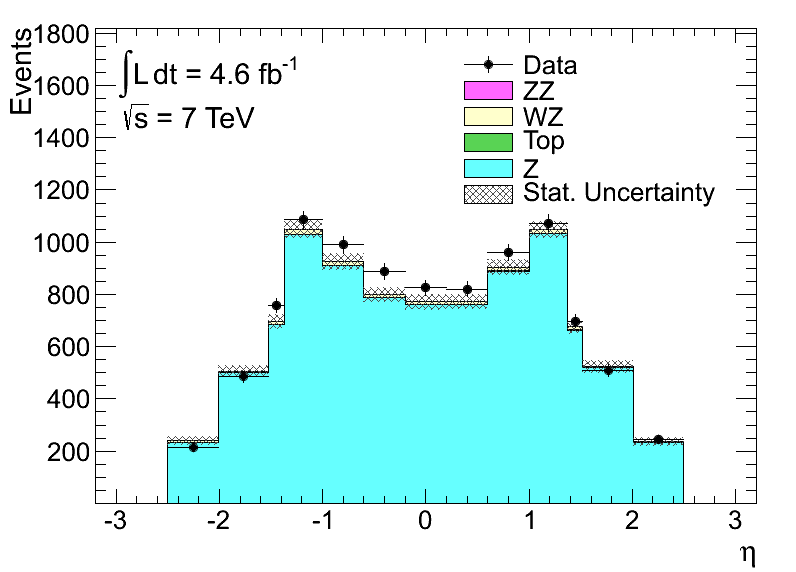 Events
1800
1600
1400
1200
1000
800
600
400
200
∫L dt = 4.6 fb⁻¹
√s = 7 TeV
Data
ZZ
WZ
Top
Z
Stat. Uncertainty
-3 -2 -1 0 1 2 3
η